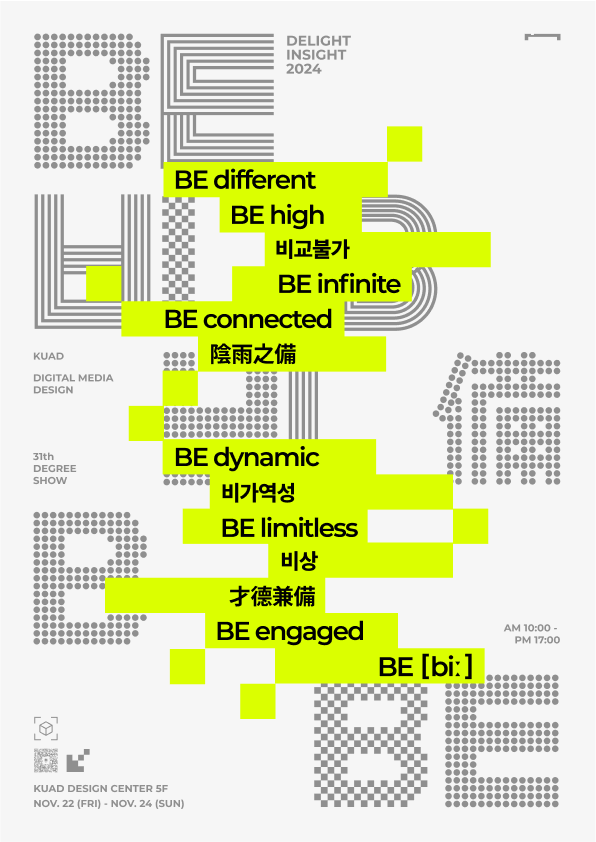 BE
DELIGHT
INSIGHT
2024
BE different
BE high
비교불가
BE infinite
BE connected
陰雨之備
KUAD
DIGITAL MEDIA
DESIGN
備
31th
DEGREE
SHOW
BE dynamic
비가역성
BE limitless
비상
B
才德兼備
BE engaged
AM 10:00 -
PM 17:00
BE [biː]
BE
KUAD DESIGN CENTER 5F
NOV. 22 (FRI) - NOV. 24 (SUN)